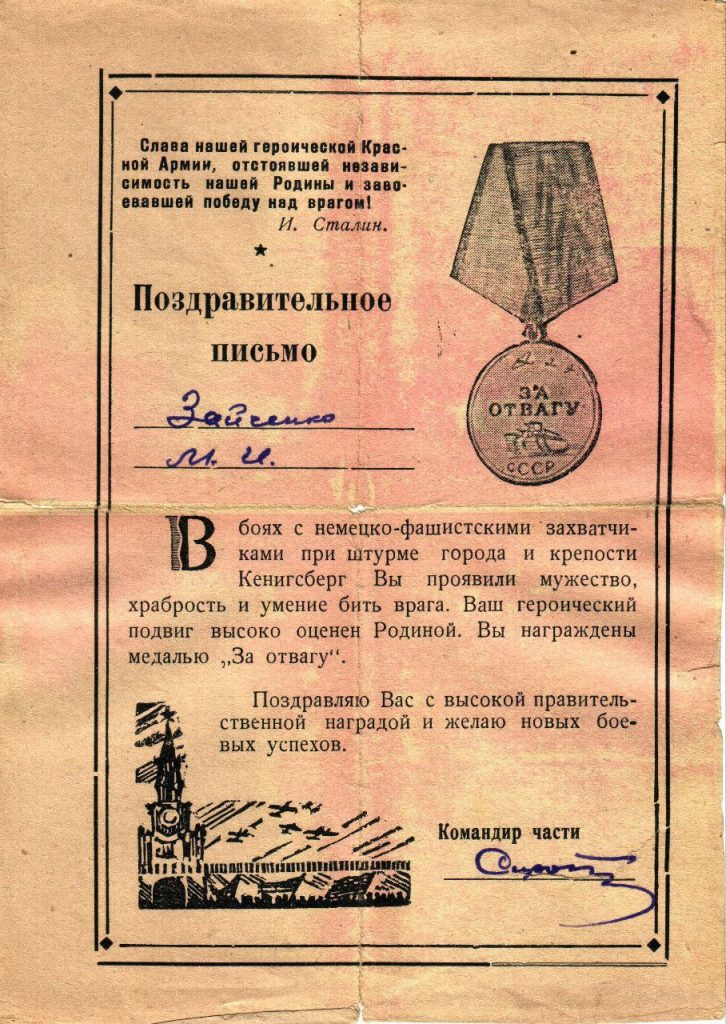 Слава нашей героической Крас-
ной Армии, отстоявшей незави-
симость нашей Родины и заво-
евавшей победу над врагом!
И. Сталин.
Поздравительное
письмо
Зайченко
М. И.
ЗА
ОТВАГУ
СССР
В боях с немецко-фашистскими захватчи-
ками при штурме города и крепости
Кенигсберг Вы проявили мужество,
храбрость и умение бить врага. Ваш героический
подвиг высоко оценен Родиной. Вы награждены
медалью „За отвагу“.
Поздравляю Вас с высокой правитель-
ственной наградой и желаю новых бое-
вых успехов.
Командир части